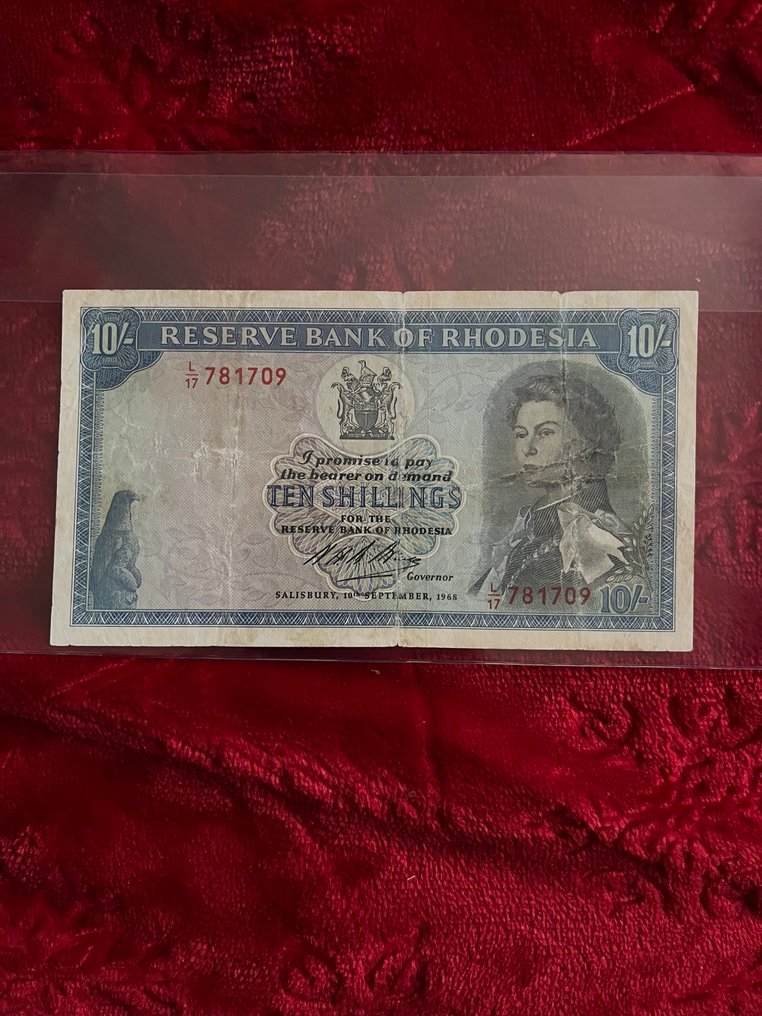 10/- RESERVE BANK OF RHODESIA 10/-
L/17 781709
I promise to pay
the bearer on demand
TEN SHILLINGS
FOR THE
RESERVE BANK OF RHODESIA
Governor
SALISBURY, 10th SEPTEMBER, 1968
L/17 781709 10/-